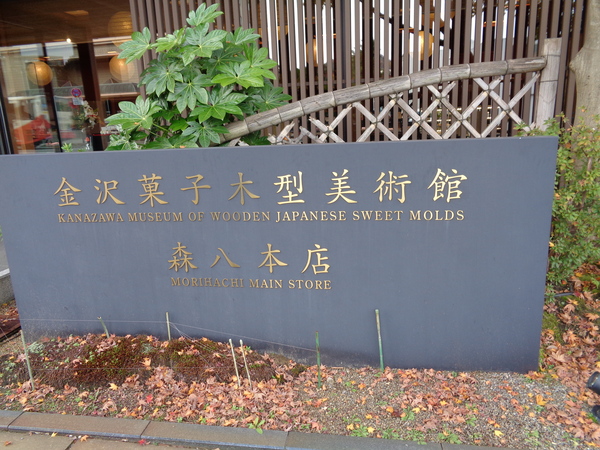 金沢菓子木型美術館
KANAZAWA MUSEUM OF WOODEN JAPANESE SWEET MOLDS
森八本店
MORIHACHI MAIN STORE